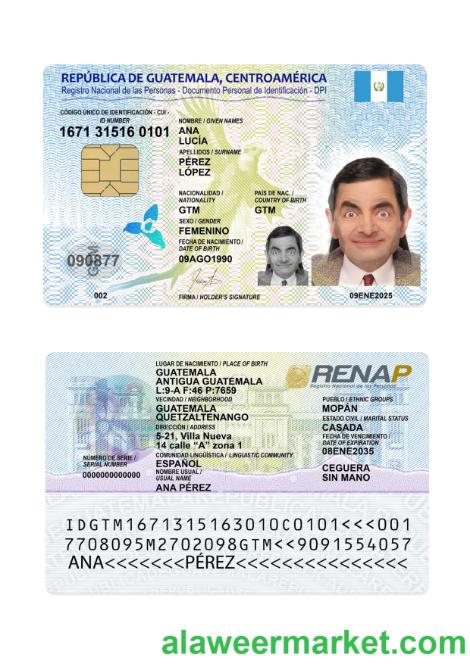 REPÚBLICA DE GUATEMALA, CENTROAMÉRICA
Registro Nacional de las Personas - Documento Personal de Identificación - DPI
CÓDIGO ÚNICO DE IDENTIFICACIÓN - CUI -
ID NUMBER
1671 31516 0101
NOMBRE / GIVEN NAMES
ANA
LUCÍA
APELLIDOS / SURNAME
PÉREZ
LÓPEZ
NACIONALIDAD /
NATIONALITY
GTM
PAÍS DE NAC. /
COUNTRY OF BIRTH
GTM
SEXO / GENDER
FEMENINO
FECHA DE NACIMIENTO /
DATE OF BIRTH
09AGO1990
090877
002
FIRMA / HOLDER'S SIGNATURE
09ENE2025
LUGAR DE NACIMIENTO / PLACE OF BIRTH
GUATEMALA
ANTIGUA GUATEMALA
L:9-A F:46 P:7659
VECINDAD / NEIGHBORHOOD
GUATEMALA
QUETZALTENANGO
DIRECCIÓN / ADDRESS
5-21, Villa Nueva
14 calle "A" zona 1
COMUNIDAD LINGÜÍSTICA / LINGUISTIC COMMUNITY
ESPAÑOL
NOMBRE USUAL /
USUAL NAME
ANA PÉREZ
NÚMERO DE SERIE /
SERIAL NUMBER
000000000000
RENAP
Registro Nacional de las Personas
PUEBLO / ETHNIC GROUPS
MOPÁN
ESTADO CIVIL / MARITAL STATUS
CASADA
FECHA DE VENCIMIENTO /
DATE OF EXPIRATION
08ENE2035
CEGUERA
SIN MANO
IDGTM1671315163010C0101<<<001
7708095M2702098GTM<<9091554057
ANA<<<<<<<PÉREZ<<<<<<<<<<<<<<<
alaweermarket.com